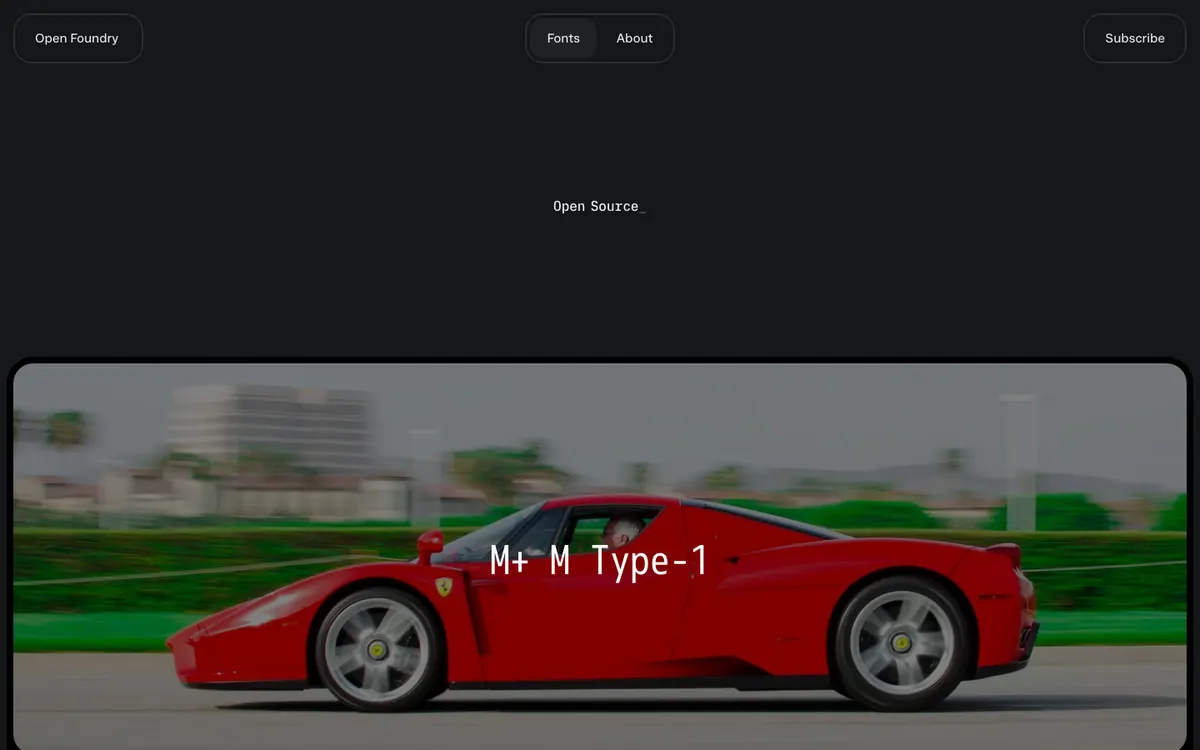 Open Foundry
Fonts
About
Subscribe
Open Source_
M+ M Type-1